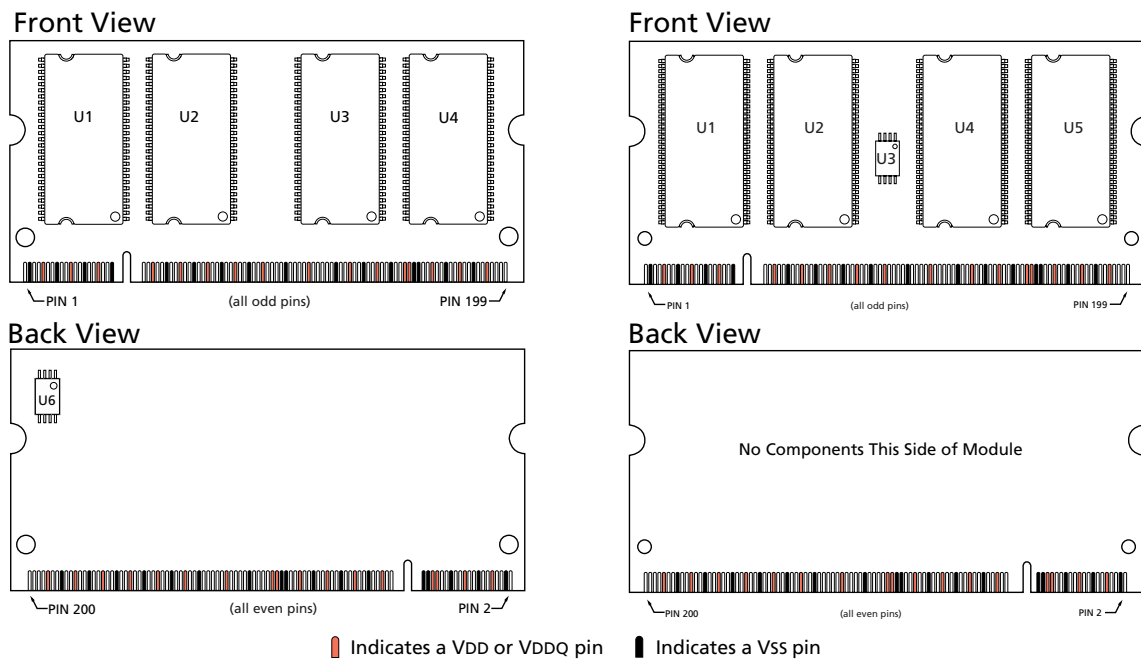 Front View
U1
U2
U3
U4
PIN 1
(all odd pins)
PIN 199
Back View
U6
PIN 200
(all even pins)
PIN 2
Front View
U1
U2
U3
U4
U5
PIN 1
(all odd pins)
PIN 199
Back View
No Components This Side of Module
PIN 200
(all even pins)
PIN 2
Indicates a VDD or VDDQ pin
Indicates a VSS pin